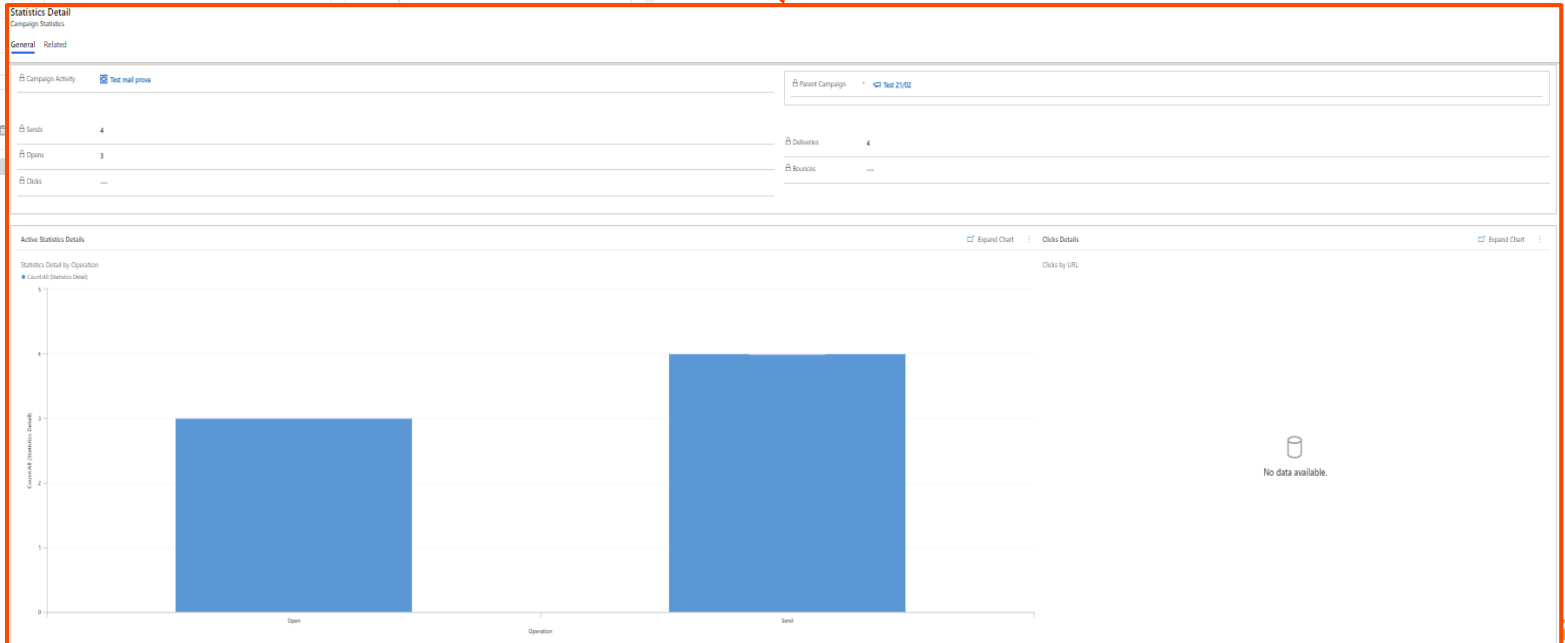 Statistics Detail
Campaign Statistics
General Related
Campaign Activity Test mail prova
Parent Campaign * Test 21/02
Sends 4
Opens 3
Clicks ---
Deliveries 4
Bounces ---
Active Statistics Details Expand Chart
Statistics Detail by Operation
Count:All (Statistics Detail)
5
4
3
2
1
0
Count:All (Statistics Detail)
Open Send
Operation
Clicks Details Expand Chart
Clicks by URL
No data available.